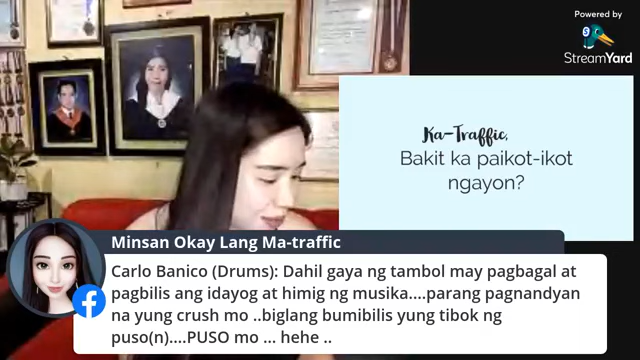 Powered by
StreamYard
Ka-Traffic,
Bakit ka paikot-ikot
ngayon?
Minsan Okay Lang Ma-traffic
Carlo Banico (Drums): Dahil gaya ng tambol may pagbagal at
pagbilis ang idayog at himig ng musika....parang pagnandyan
na yung crush mo ..biglang bumibilis yung tibok ng
puso(n)....PUSO mo ... hehe ..